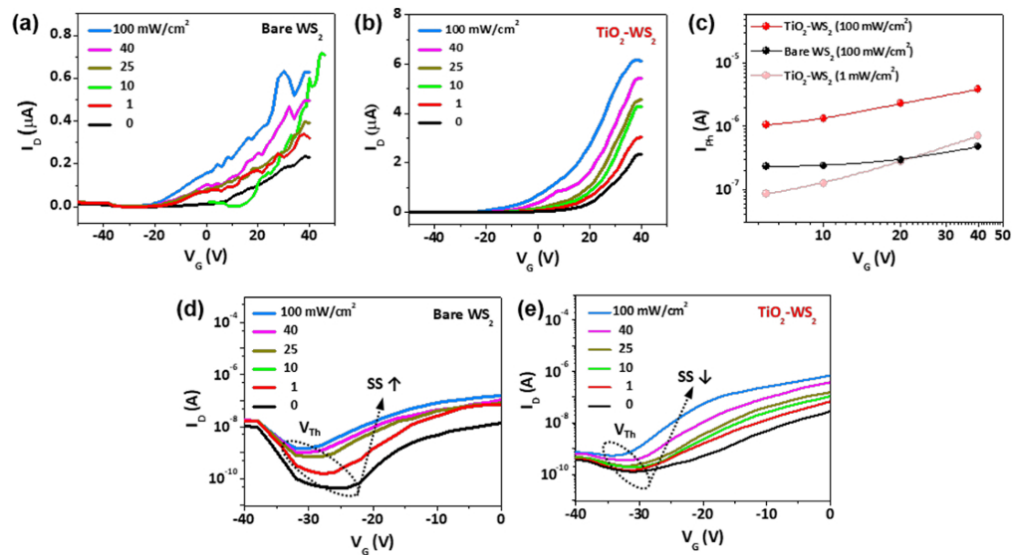 (a)
100 mW/cm²
Bare WS₂
40
25
10
1
0
0.8
0.6
0.4
0.2
0.0
I_D (μA)
-40 -20 0 20 40
V_G (V)
(b)
100 mW/cm²
TiO₂-WS₂
40
25
10
1
0
8
6
4
2
0
I_D (μA)
-40 -20 0 20 40
V_G (V)
(c)
TiO₂-WS₂ (100 mW/cm²)
Bare WS₂ (100 mW/cm²)
TiO₂-WS₂ (1 mW/cm²)
10⁻⁵
10⁻⁶
10⁻⁷
I_Ph (A)
10 20 30 40 50
V_G (V)
(d)
100 mW/cm²
Bare WS₂
40
25
10
1
0
SS ↑
V_Th
10⁻⁴
10⁻⁶
10⁻⁸
10⁻¹⁰
I_D (A)
-40 -30 -20 -10 0
V_G (V)
(e)
100 mW/cm²
TiO₂-WS₂
40
25
10
1
0
SS ↓
V_Th
10⁻⁴
10⁻⁶
10⁻⁸
10⁻¹⁰
I_D (A)
-40 -30 -20 -10 0
V_G (V)